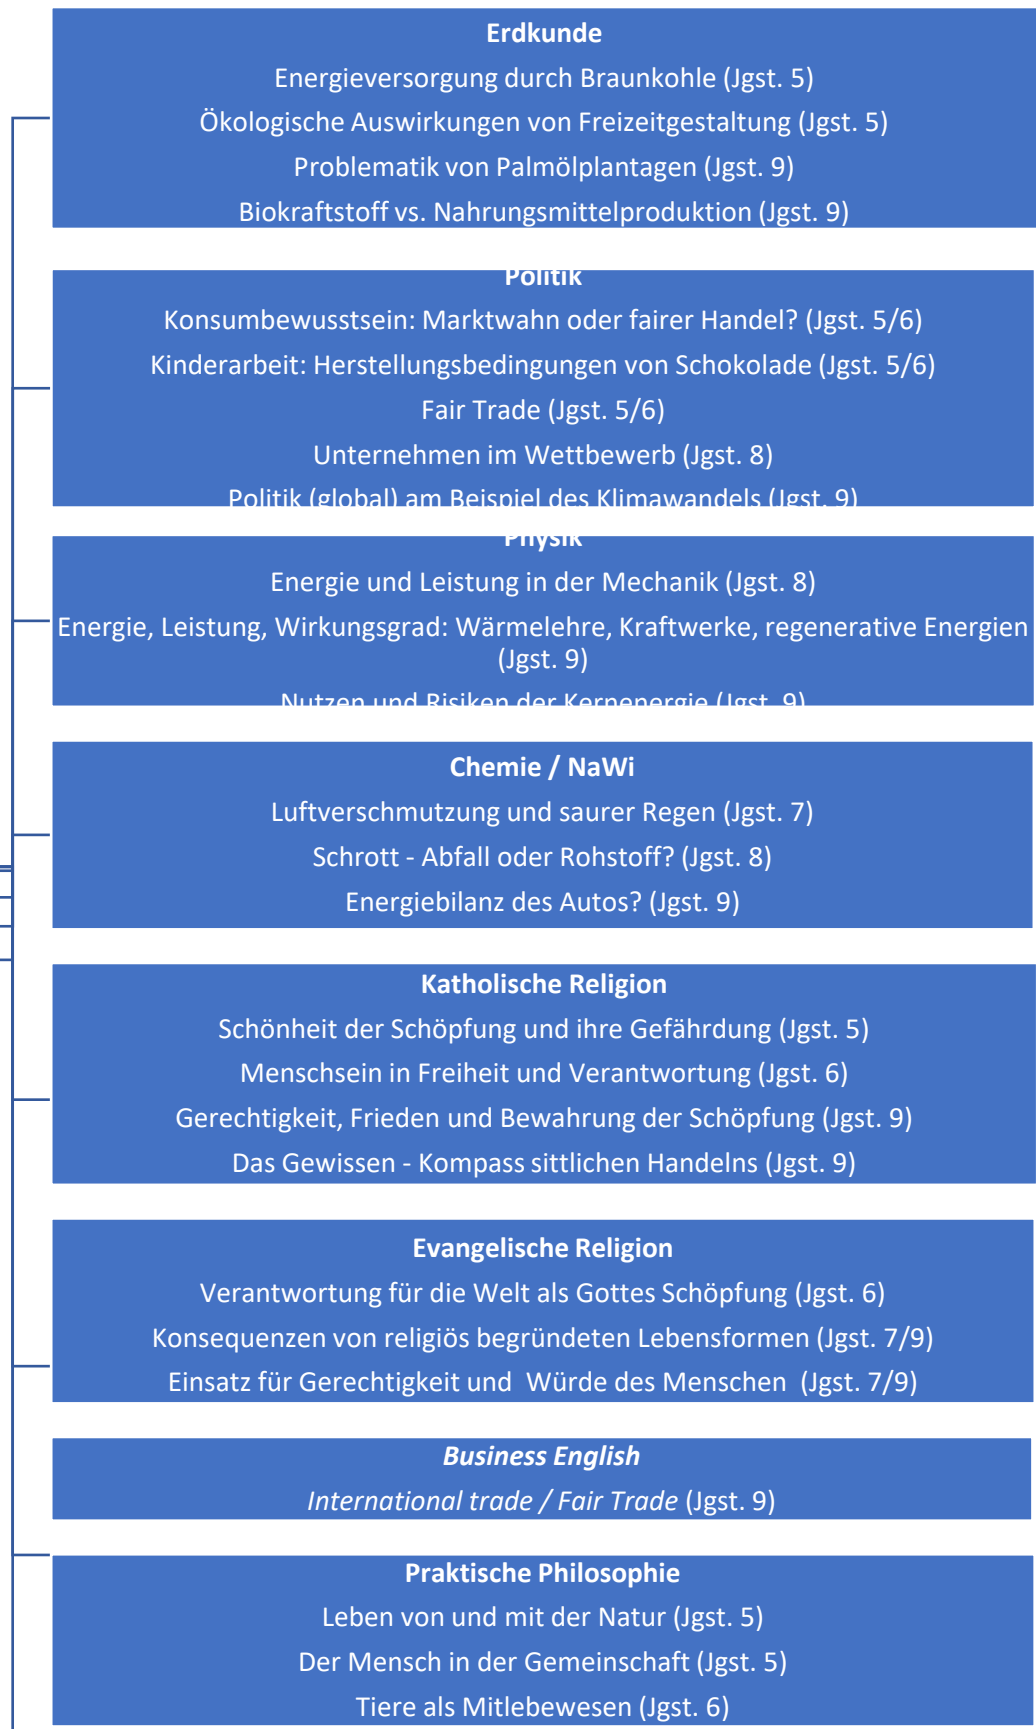 Erdkunde
Energieversorgung durch Braunkohle (Jgst. 5)
Ökologische Auswirkungen von Freizeitgestaltung (Jgst. 5)
Problematik von Palmölplantagen (Jgst. 9)
Biokraftstoff vs. Nahrungsmittelproduktion (Jgst. 9)
Politik
Konsumbewusstsein: Marktwahn oder fairer Handel? (Jgst. 5/6)
Kinderarbeit: Herstellungsbedingungen von Schokolade (Jgst. 5/6)
Fair Trade (Jgst. 5/6)
Unternehmen im Wettbewerb (Jgst. 8)
Politik (global) am Beispiel des Klimawandels (Jgst. 9)
Physik
Energie und Leistung in der Mechanik (Jgst. 8)
Energie, Leistung, Wirkungsgrad: Wärmelehre, Kraftwerke, regenerative Energien
(Jgst. 9)
Nutzen und Risiken der Kernenergie (Jgst. 9)
Chemie / NaWi
Luftverschmutzung und saurer Regen (Jgst. 7)
Schrott - Abfall oder Rohstoff? (Jgst. 8)
Energiebilanz des Autos? (Jgst. 9)
Katholische Religion
Schönheit der Schöpfung und ihre Gefährdung (Jgst. 5)
Menschsein in Freiheit und Verantwortung (Jgst. 6)
Gerechtigkeit, Frieden und Bewahrung der Schöpfung (Jgst. 9)
Das Gewissen - Kompass sittlichen Handelns (Jgst. 9)
Evangelische Religion
Verantwortung für die Welt als Gottes Schöpfung (Jgst. 6)
Konsequenzen von religiös begründeten Lebensformen (Jgst. 7/9)
Einsatz für Gerechtigkeit und  Würde des Menschen  (Jgst. 7/9)
Business English
International trade / Fair Trade (Jgst. 9)
Praktische Philosophie
Leben von und mit der Natur (Jgst. 5)
Der Mensch in der Gemeinschaft (Jgst. 5)
Tiere als Mitlebewesen (Jgst. 6)